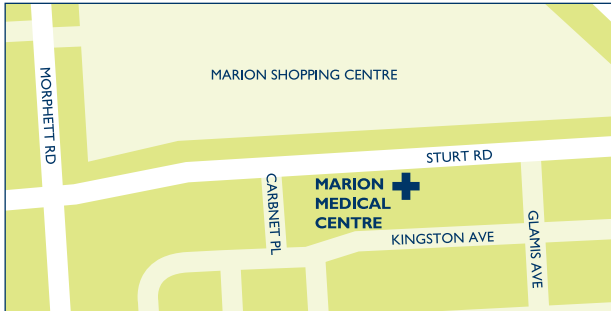 MARION SHOPPING CENTRE
MORPHETT RD
STURT RD
CARBNET PL
MARION
MEDICAL
CENTRE
KINGSTON AVE
GLAMIS AVE